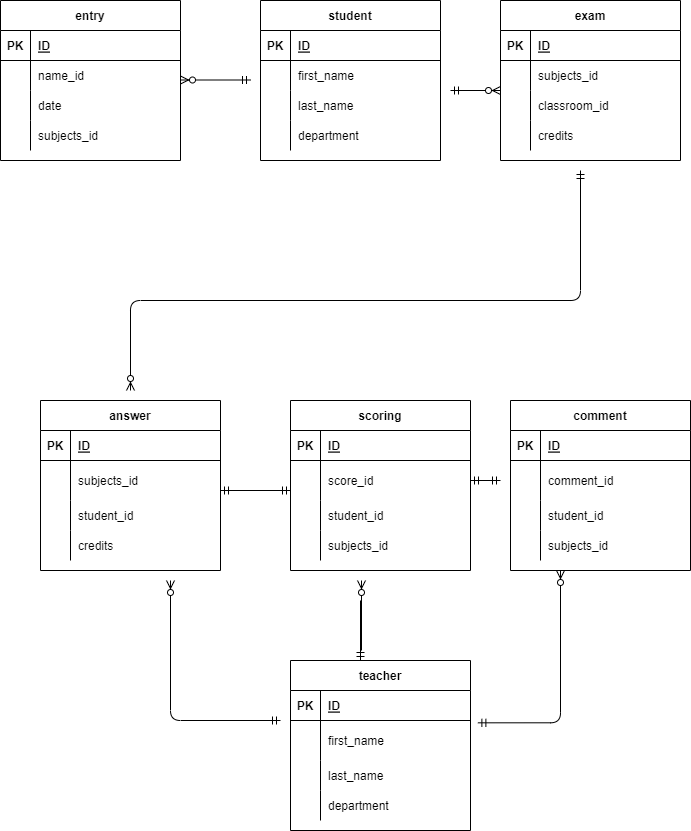 entry
PK ID
name_id
date
subjects_id
student
PK ID
first_name
last_name
department
exam
PK ID
subjects_id
classroom_id
credits
answer
PK ID
subjects_id
student_id
credits
scoring
PK ID
score_id
student_id
subjects_id
comment
PK ID
comment_id
student_id
subjects_id
teacher
PK ID
first_name
last_name
department